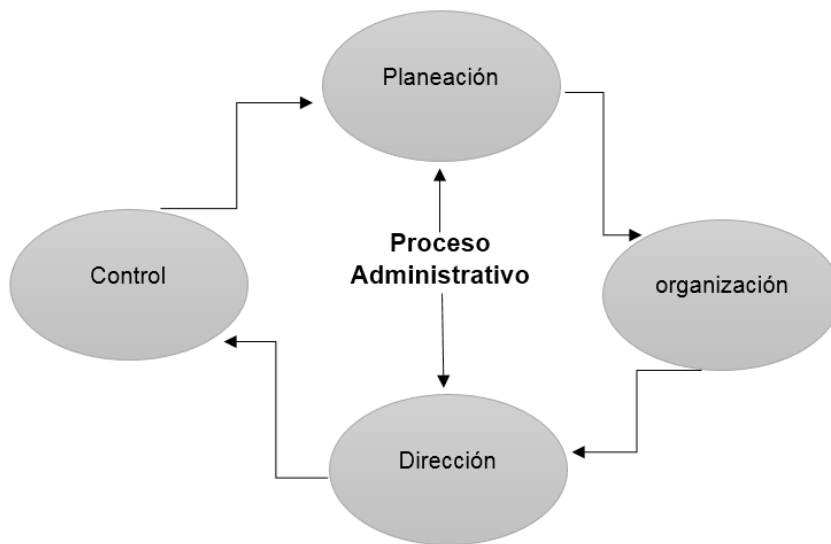 Planeación
Proceso
Administrativo
Control
organización
Dirección